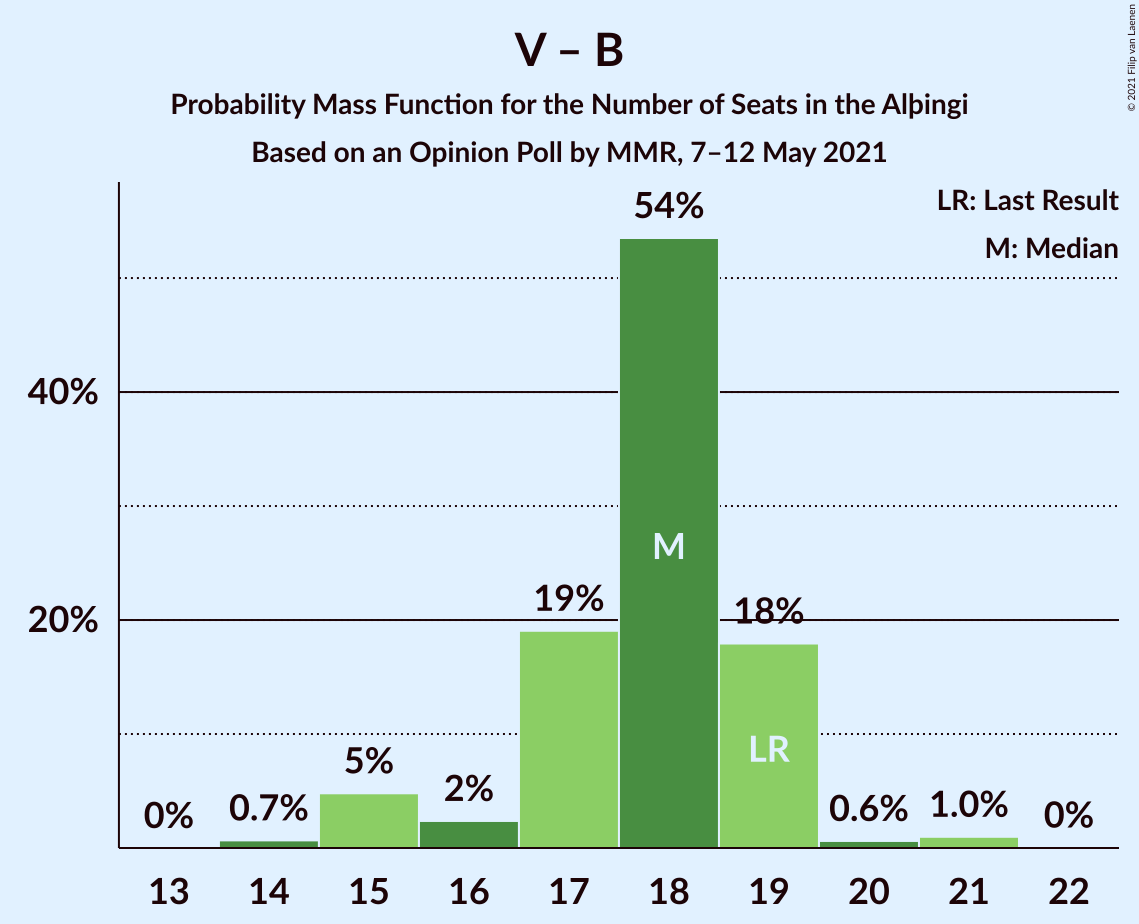 V – B
Probability Mass Function for the Number of Seats in the Alþingi
Based on an Opinion Poll by MMR, 7–12 May 2021
© 2021 Filip van Laenen
LR: Last Result
M: Median
40%
20%
0%
0.7%
5%
2%
19%
54%
18%
0.6%
1.0%
0%
M
LR
13 14 15 16 17 18 19 20 21 22